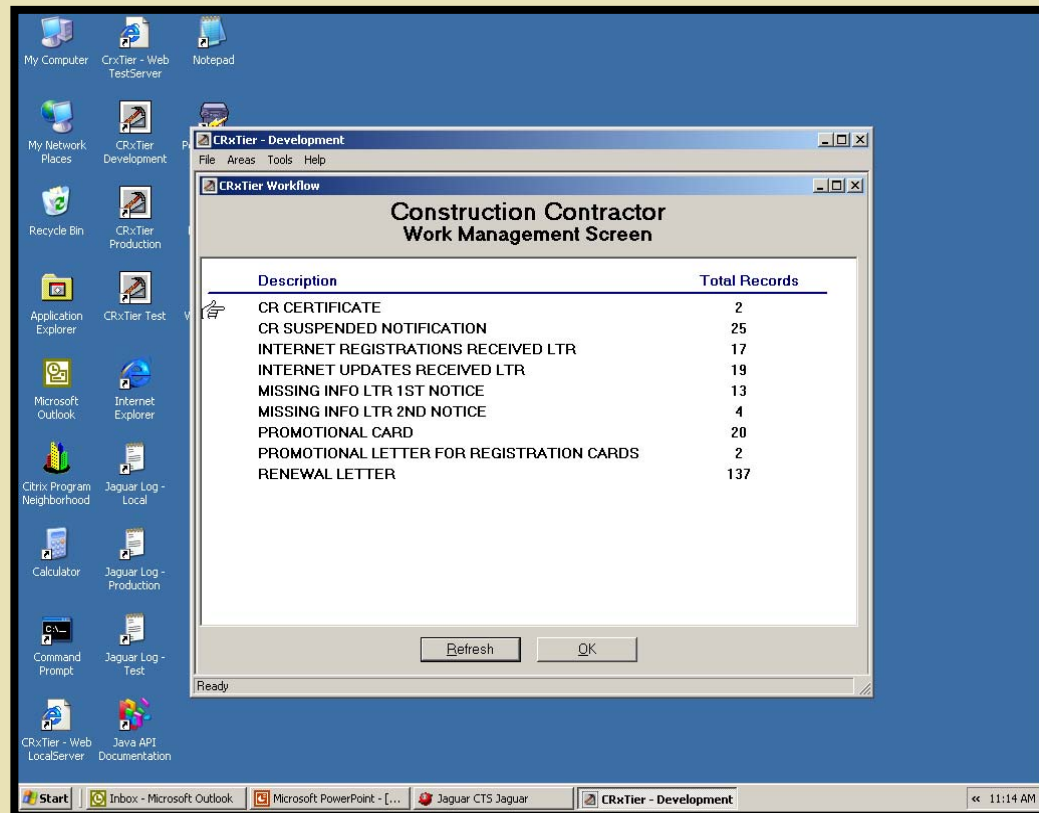 My Computer
CrxTier - Web
TestServer
Notepad
My Network
Places
CRxTier
Development
Recycle Bin
CRxTier
Production
Application
Explorer
CRxTier Test
Microsoft
Outlook
Internet
Explorer
Citrix Program
Neighborhood
Jaguar Log -
Local
Calculator
Jaguar Log -
Production
Command
Prompt
Jaguar Log -
Test
CRxTier - Web
LocalServer
Java API
Documentation
CRxTier - Development
File Areas Tools Help
CRxTier Workflow
Construction Contractor
Work Management Screen
Description Total Records
CR CERTIFICATE 2
CR SUSPENDED NOTIFICATION 25
INTERNET REGISTRATIONS RECEIVED LTR 17
INTERNET UPDATES RECEIVED LTR 19
MISSING INFO LTR 1ST NOTICE 13
MISSING INFO LTR 2ND NOTICE 4
PROMOTIONAL CARD 20
PROMOTIONAL LETTER FOR REGISTRATION CARDS 2
RENEWAL LETTER 137
Refresh OK
Ready
Start Inbox - Microsoft Outlook Microsoft PowerPoint - [... Jaguar CTS Jaguar CRxTier - Development « 11:14 AM